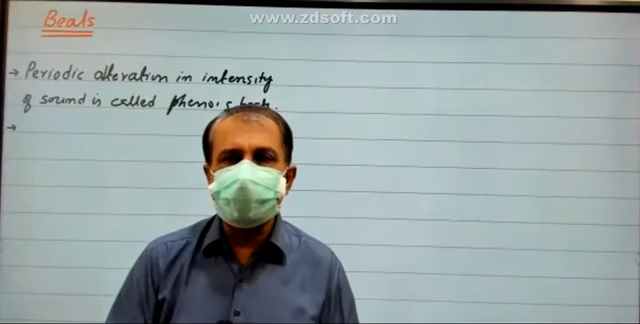 www.zdsoft.com
Beats
→ Periodic alteration in intensity
of sound is called
→